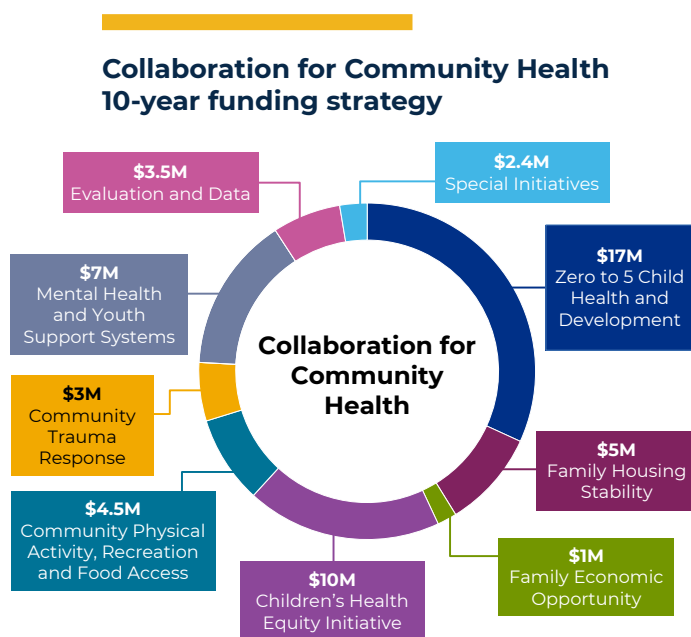 Collaboration for Community Health
10-year funding strategy
$3.5M
Evaluation and Data
$2.4M
Special Initiatives
$17M
Zero to 5 Child
Health and
Development
$7M
Mental Health
and Youth
Support Systems
Collaboration for
Community
Health
$3M
Community
Trauma
Response
$5M
Family Housing
Stability
$4.5M
Community Physical
Activity, Recreation
and Food Access
$10M
Children’s Health
Equity Initiative
$1M
Family Economic
Opportunity